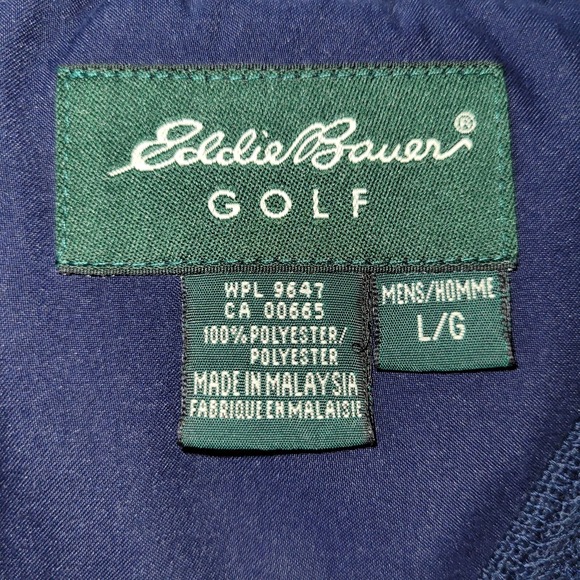 Eddie Bauer®
GOLF
WPL 9647
CA 00665
100% POLYESTER/
POLYESTER
MADE IN MALAYSIA
FABRIQUE EN MALAISIE
MENS/HOMME
L/G